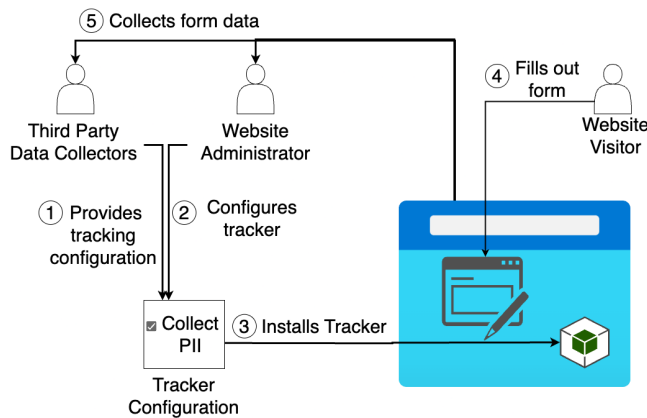 5 Collects form data
4 Fills out
form
Third Party
Data Collectors
Website
Administrator
Website
Visitor
1 Provides
tracking
configuration
2 Configures
tracker
Collect
PII
3 Installs Tracker
Tracker
Configuration